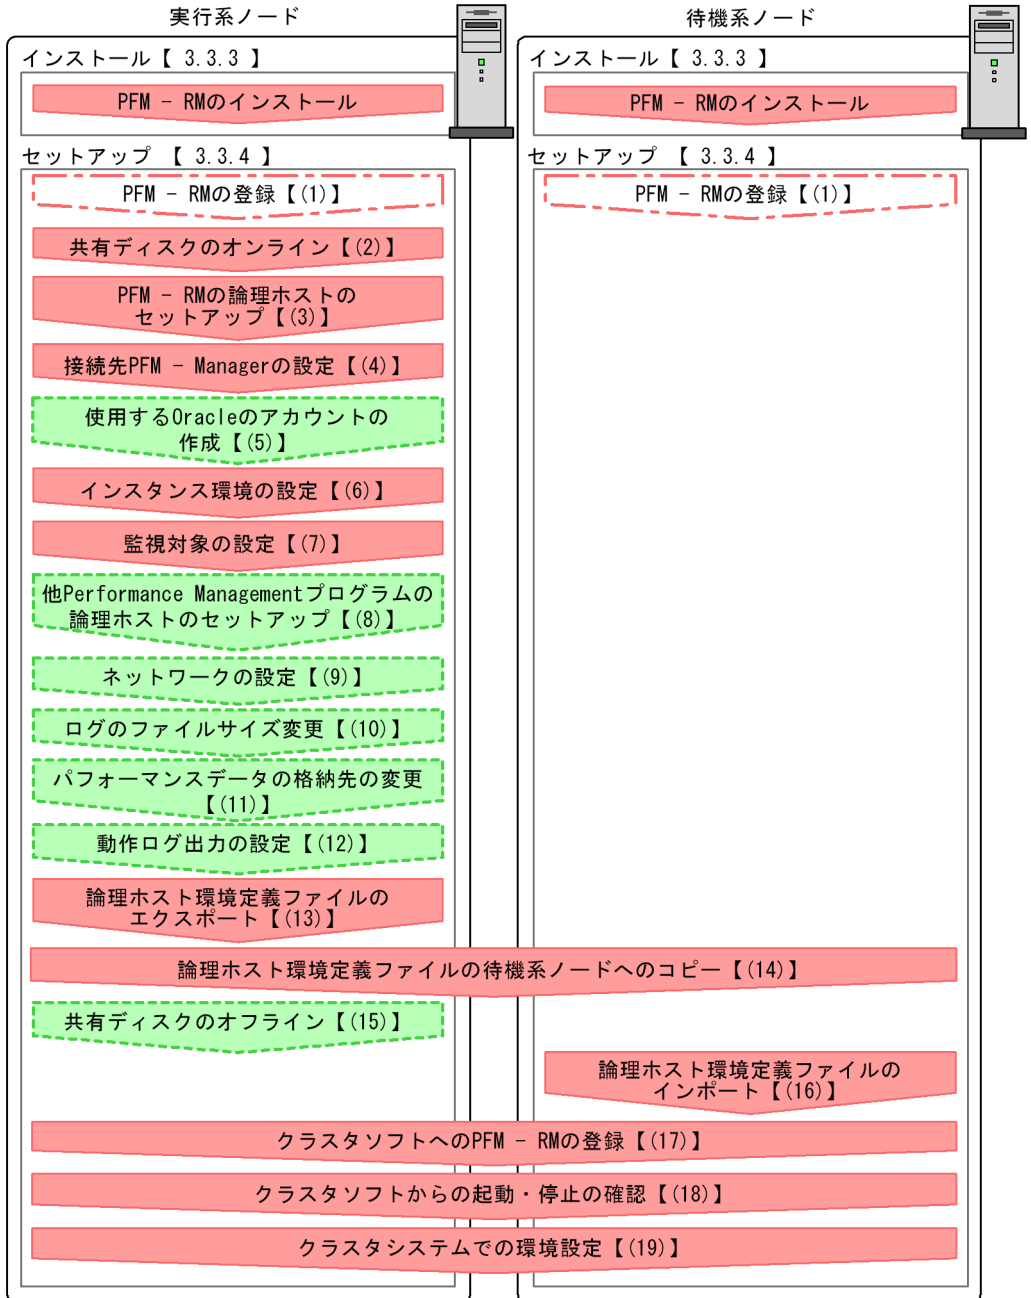 実行系ノード
待機系ノード
インストール【 3.3.3 】
インストール【 3.3.3 】
PFM − RMのインストール
PFM − RMのインストール
セットアップ 【 3.3.4 】
セットアップ 【 3.3.4 】
PFM − RMの登録【(1)】
PFM − RMの登録【(1)】
共有ディスクのオンライン【(2)】
PFM − RMの論理ホストの
セットアップ【(3)】
接続先PFM − Managerの設定【(4)】
使用するOracleのアカウントの
作成【(5)】
インスタンス環境の設定【(6)】
監視対象の設定【(7)】
他Performance Managementプログラムの
論理ホストのセットアップ【(8)】
ネットワークの設定【(9)】
ログのファイルサイズ変更【(10)】
パフォーマンスデータの格納先の変更
【(11)】
動作ログ出力の設定【(12)】
論理ホスト環境定義ファイルの
エクスポート【(13)】
論理ホスト環境定義ファイルの待機系ノードへのコピー【(14)】
共有ディスクのオフライン【(15)】
論理ホスト環境定義ファイルの
インポート【(16)】
クラスタソフトへのPFM − RMの登録【(17)】
クラスタソフトからの起動・停止の確認【(18)】
クラスタシステムでの環境設定【(19)】